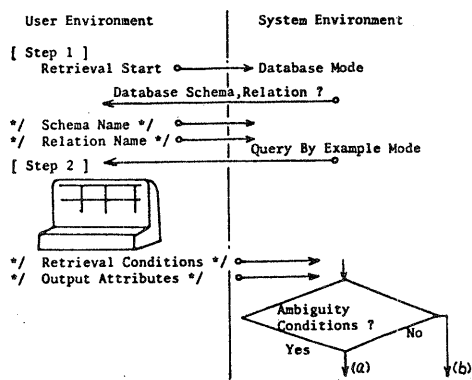 User Environment System Environment
[ Step 1 ]
Retrieval Start Database Mode
Database Schema,Relation ?
*/ Schema Name */
*/ Relation Name */
Query By Example Mode
[ Step 2 ]
*/ Retrieval Conditions */
*/ Output Attributes */
Ambiguity
Conditions ?
No
Yes
(a) (b)